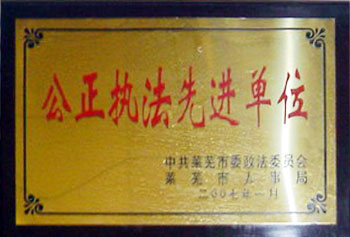 公正执法先进单位
中共莱芜市委政法委员会
莱芜市人事局
二〇〇七年一月